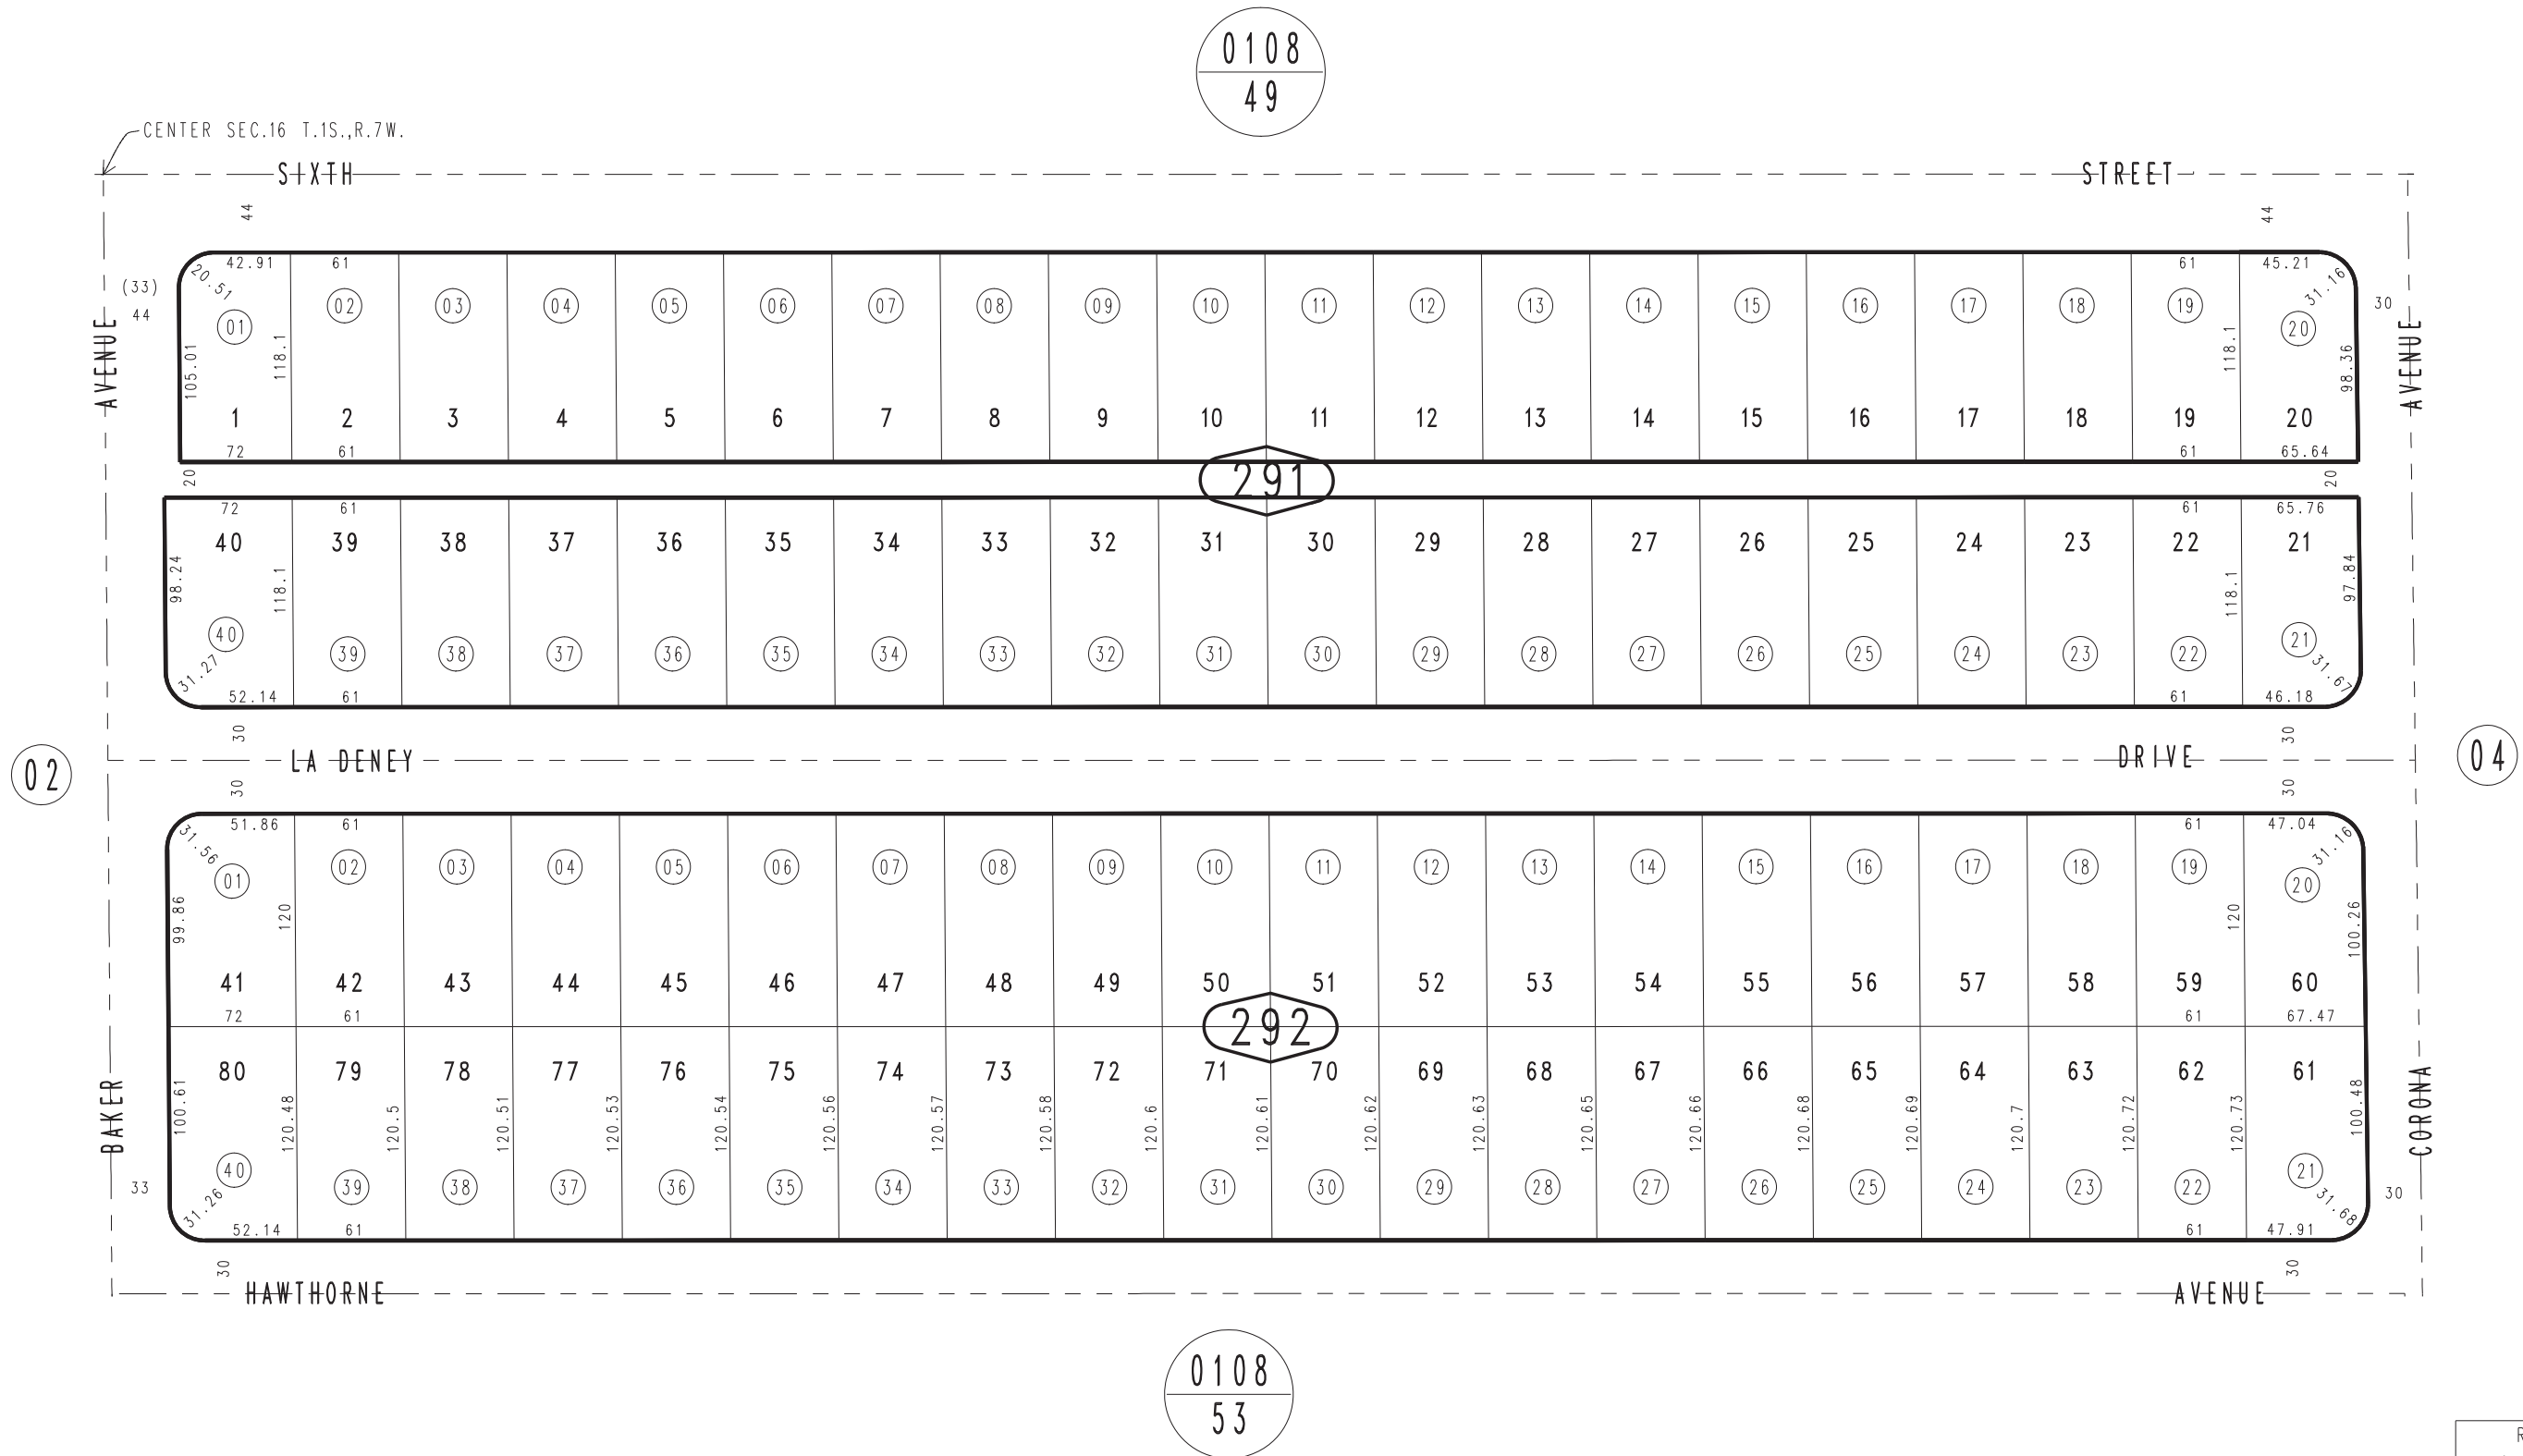 0108
49
CENTER SEC.16 T.1S.,R.7W.
SIXTH STREET
44 44
42.91 61 61 45.21
20.51 31.16
(33) 30
44
01 02 03 04 05 06 07 08 09 10 11 12 13 14 15 16 17 18 19 20
AVENUE 105.01 118.1 118.1 98.36 AVENUE
1 2 3 4 5 6 7 8 9 10 11 12 13 14 15 16 17 18 19 20
72 61 61 65.64
20 291 20
72 61 61 65.76
40 39 38 37 36 35 34 33 32 31 30 29 28 27 26 25 24 23 22 21
98.24 118.1 118.1 97.84
40 39 38 37 36 35 34 33 32 31 30 29 28 27 26 25 24 23 22 21
31.27 31.67
52.14 61 61 46.18
30 30
02 LA DENEY DRIVE 04
30 30
51.86 61 61 47.04
31.56 31.16
01 02 03 04 05 06 07 08 09 10 11 12 13 14 15 16 17 18 19 20
99.86 120 120 100.26
41 42 43 44 45 46 47 48 49 50 51 52 53 54 55 56 57 58 59 60
72 61 61 67.47
292
80 79 78 77 76 75 74 73 72 71 70 69 68 67 66 65 64 63 62 61
BAKER 100.61 120.48 120.5 120.51 120.53 120.54 120.56 120.57 120.58 120.6 120.61 120.62 120.63 120.65 120.66 120.68 120.69 120.7 120.72 120.73 100.48 CORONA
40 39 38 37 36 35 34 33 32 31 30 29 28 27 26 25 24 23 22 21
33 31.26 31.68 30
52.14 61 61 47.91
30 30
HAWTHORNE AVENUE
0108
53
R